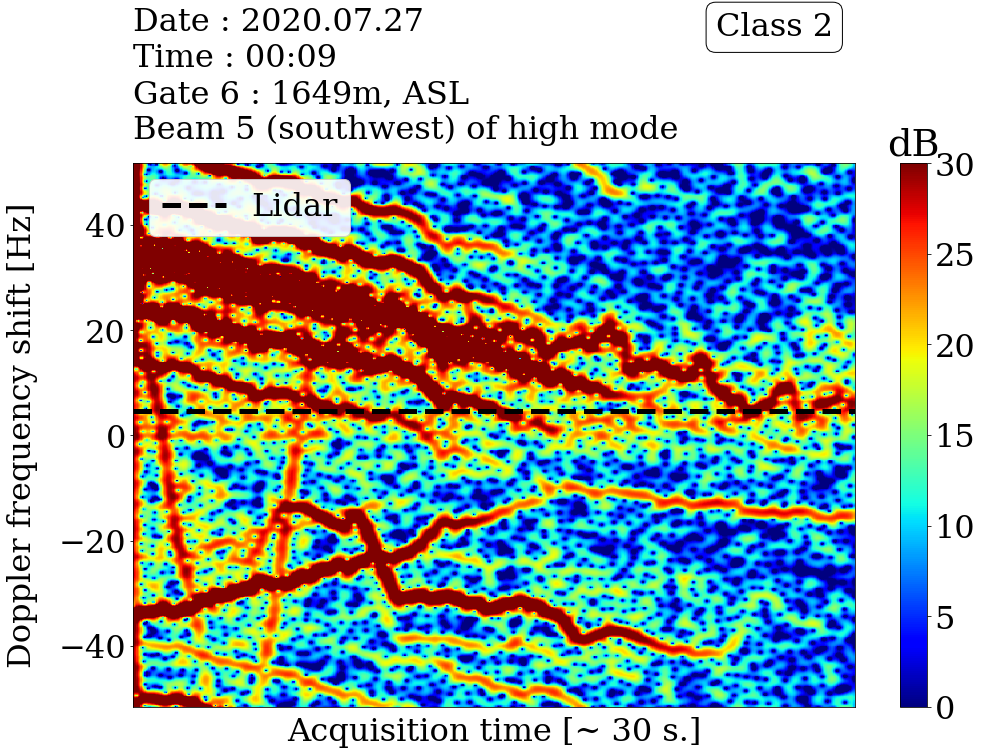 Date : 2020.07.27
Time : 00:09
Gate 6 : 1649m, ASL
Beam 5 (southwest) of high mode
Class 2
dB
Lidar
Doppler frequency shift [Hz]
40
20
0
−20
−40
Acquisition time [~ 30 s.]
30
25
20
15
10
5
0